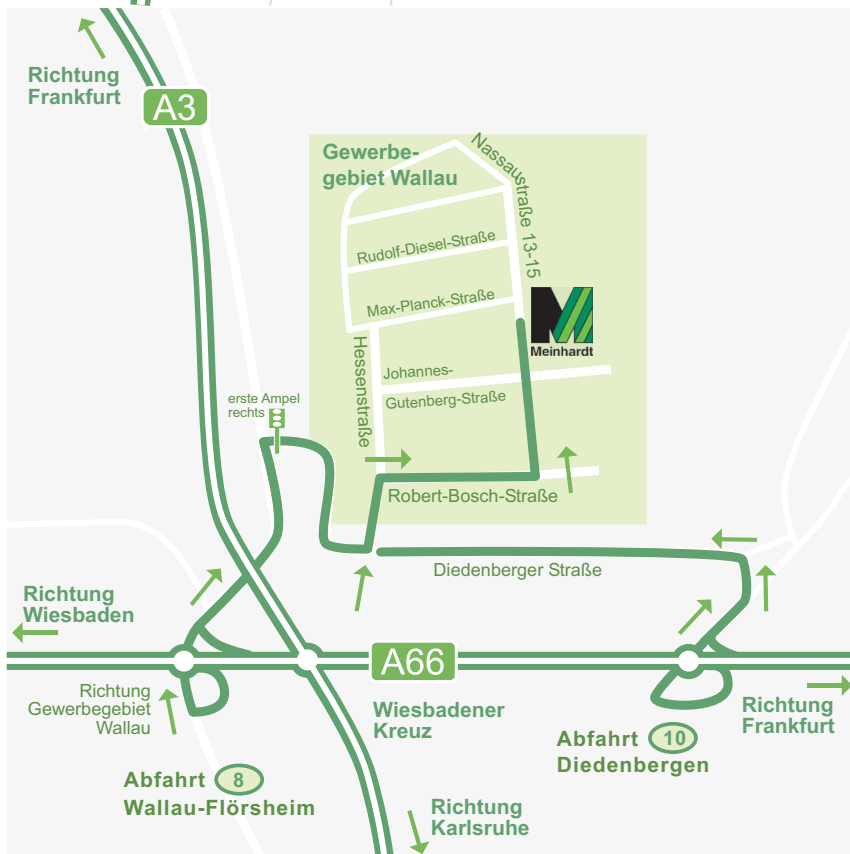 Richtung
Frankfurt
A3
Gewerbe-
gebiet Wallau
Nassaustraße 13-15
Rudolf-Diesel-Straße
Max-Planck-Straße
Meinhardt
Hessenstraße
Johannes-
Gutenberg-Straße
erste Ampel
rechts
Robert-Bosch-Straße
Diedenberger Straße
Richtung
Wiesbaden
A66
Richtung
Gewerbegebiet
Wallau
Wiesbadener
Kreuz
Richtung
Frankfurt
Abfahrt 10
Diedenbergen
Abfahrt 8
Wallau-Flörsheim
Richtung
Karlsruhe